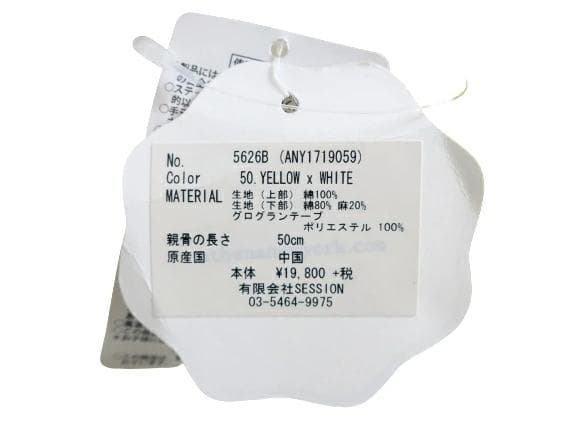 No. 5626B (ANY1719059)
Color 50.YELLOW x WHITE
MATERIAL 生地（上部）綿100%
生地（下部）綿80% 麻20%
グログランテープ
ポリエステル 100%
親骨の長さ 50cm
原産国 中国
本体 ¥19,800 +税
有限会社SESSION
03-5464-9975